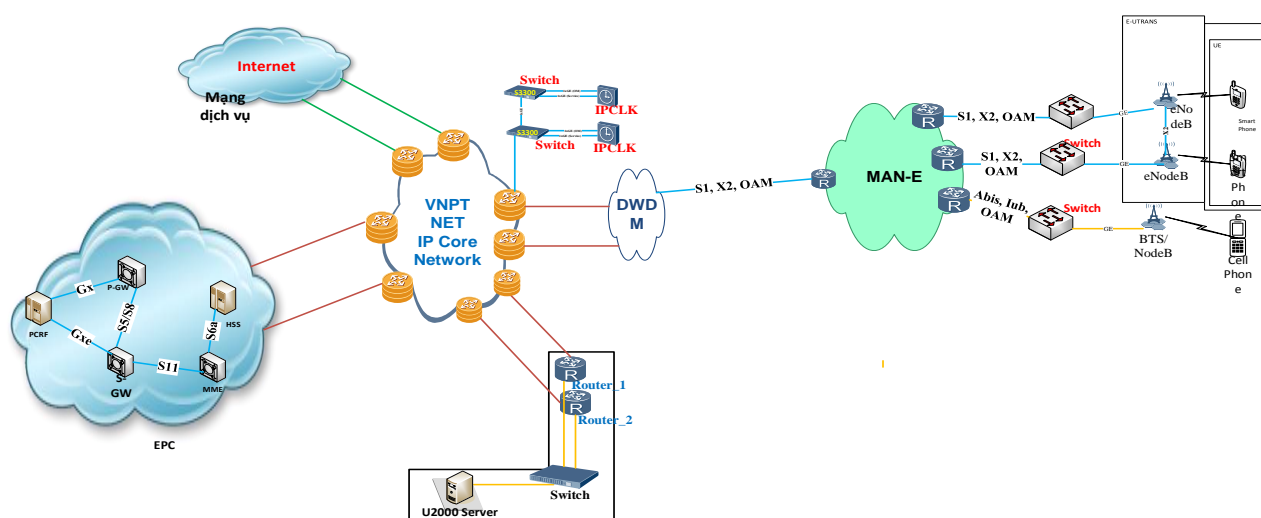 E-UTRANS
UE
Internet
Mạng
dịch vụ
Switch
S3300
IPCLK
S3300
Switch
IPCLK
VNPT
NET
IP Core
Network
DWD
M
S1, X2, OAM
MAN-E
S1, X2, OAM
GE
eNo
deB
X2
Smart
Phone
S1, X2,
OAM
Switch
GE
eNodeB
Ph
on
e
Abis, Iub,
OAM
Switch
GE
BTS/
NodeB
Cell
Phon
e
Gx
P-GW
S5/S8
PCRF
Gxe
S6a
HSS
S-
GW
S11
MME
EPC
Router_1
Router_2
Switch
U2000 Server